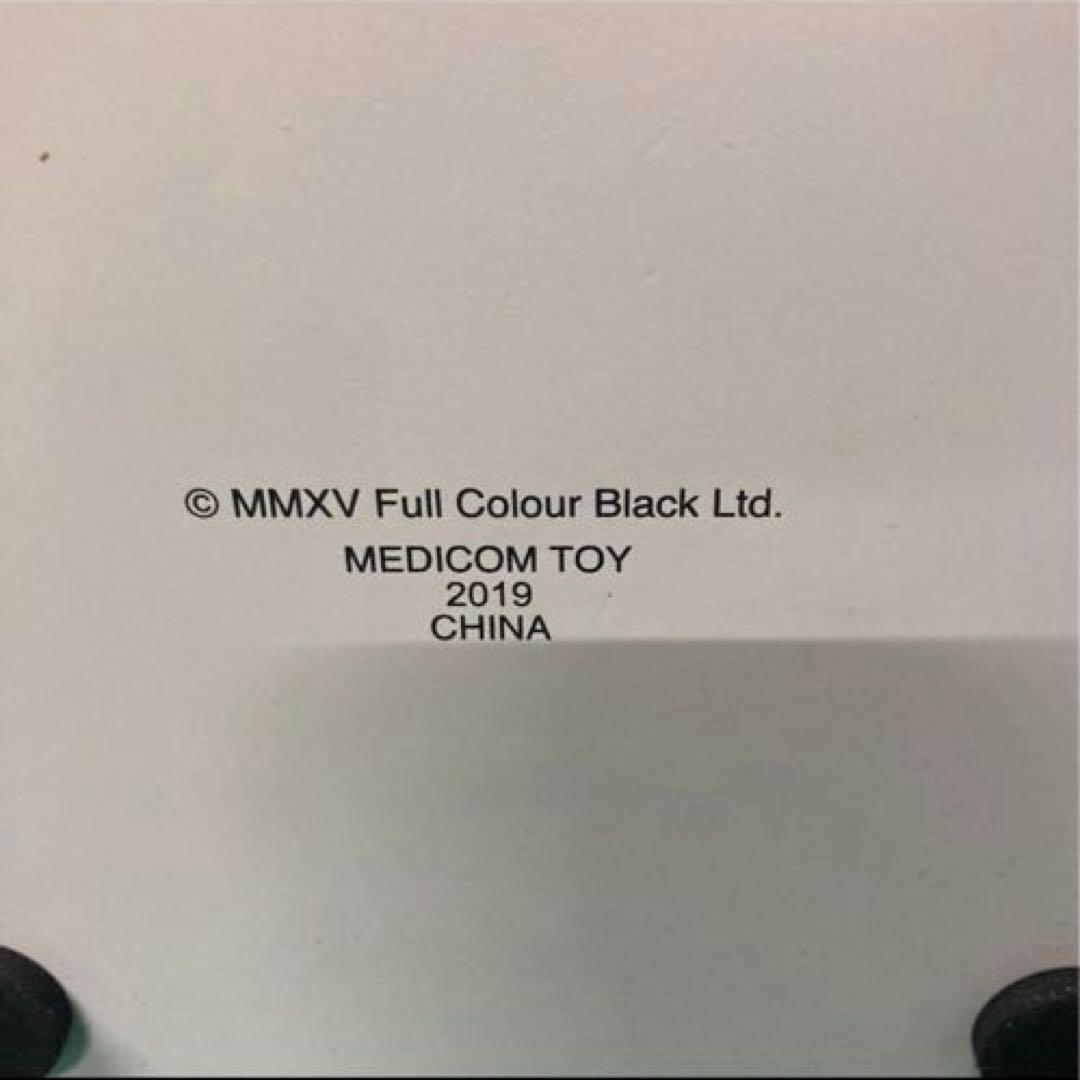 © MMXV Full Colour Black Ltd.
MEDICOM TOY
2019
CHINA